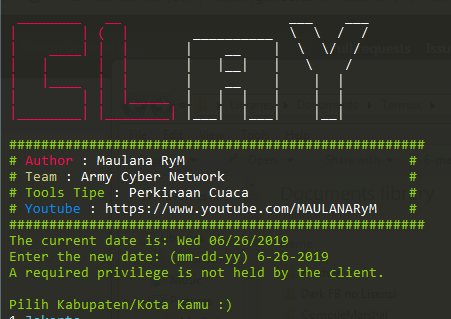 # Author : Maulana RyM #
# Team : Army Cyber Network #
# Tools Tipe : Perkiraan Cuaca #
# Youtube : https://www.youtube.com/MAULANARyM #
The current date is: Wed 06/26/2019
Enter the new date: (mm-dd-yy) 6-26-2019
A required privilege is not held by the client.
Pilih Kabupaten/Kota Kamu :)